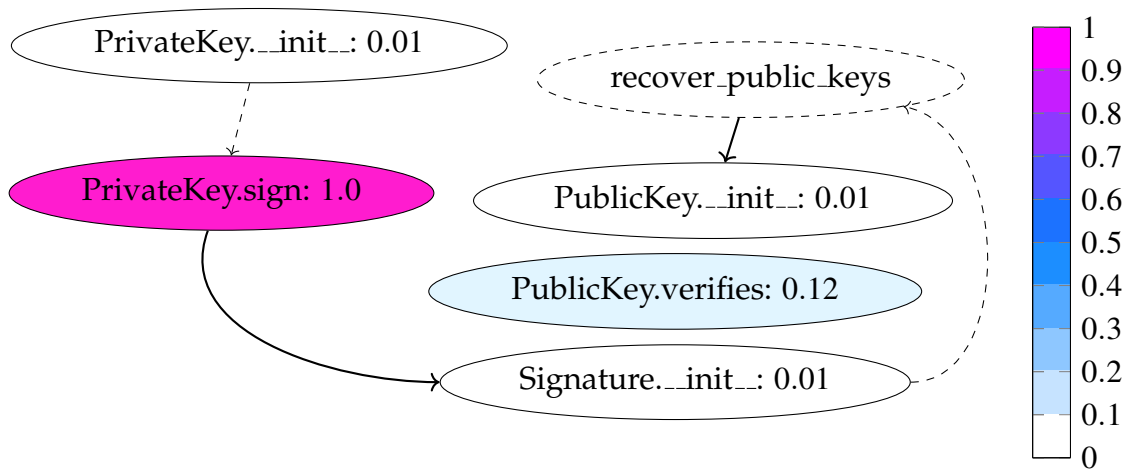 PrivateKey.__init__: 0.01
recover_public_keys
PrivateKey.sign: 1.0
PublicKey.__init__: 0.01
PublicKey.verifies: 0.12
Signature.__init__: 0.01
1
0.9
0.8
0.7
0.6
0.5
0.4
0.3
0.2
0.1
0